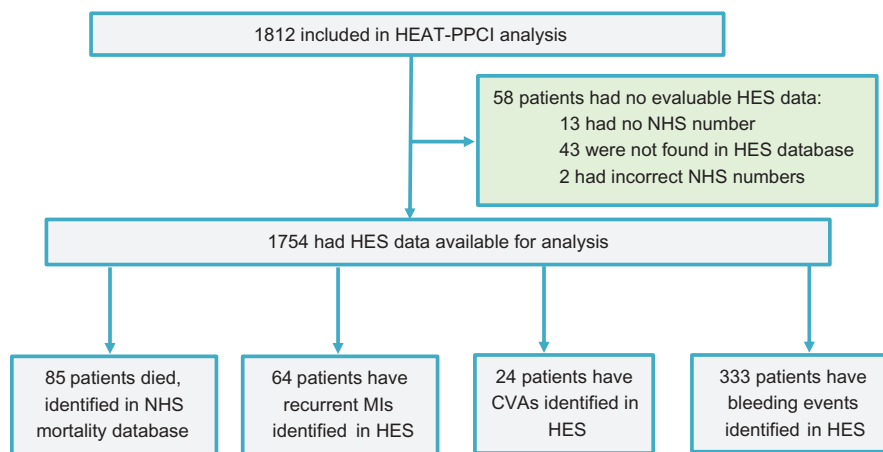 1812 included in HEAT-PPCI analysis
58 patients had no evaluable HES data:
13 had no NHS number
43 were not found in HES database
2 had incorrect NHS numbers
1754 had HES data available for analysis
85 patients died,
identified in NHS
mortality database
64 patients have
recurrent MIs
identified in HES
24 patients have
CVAs identified in
HES
333 patients have
bleeding events
identified in HES